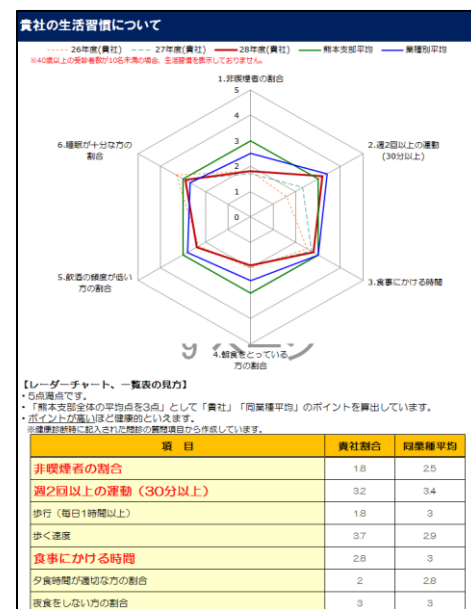 貴社の生活習慣について
26年度(貴社) 27年度(貴社) 28年度(貴社) 熊本支部平均 業種別平均
※40歳以上の受診者数が10名未満の場合、生活習慣を表示しておりません。
1.非喫煙者の割合
5
4
3
2
1
0
2.週2回以上の運動
(30分以上)
3.食事にかける時間
4.朝食をとっている
方の割合
5.飲酒の頻度が低い
方の割合
6.睡眠が十分な方の
割合
【レーダーチャート、一覧表の見方】
・5点満点です。
・「熊本支部全体の平均点を3点」として「貴社」「同業種平均」のポイントを算出しています。
・ポイントが高いほど健康的といえます。
※健康診断時に記入された問診の質問項目から作成しています。
項 目 貴社割合 同業種平均
非喫煙者の割合 1.8 2.5
週2回以上の運動(30分以上) 3.2 3.4
歩行(毎日1時間以上) 1.8 3
歩く速度 3.7 2.9
食事にかける時間 2.8 3
夕食時間が適切な方の割合 2 2.8
夜食をしない方の割合 3 3